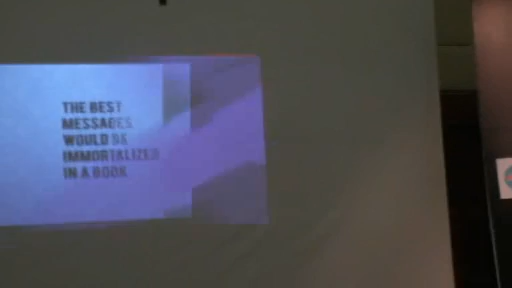 THE BEST
MESSAGES
WOULD BE
IMMORTALIZED
IN A BOOK